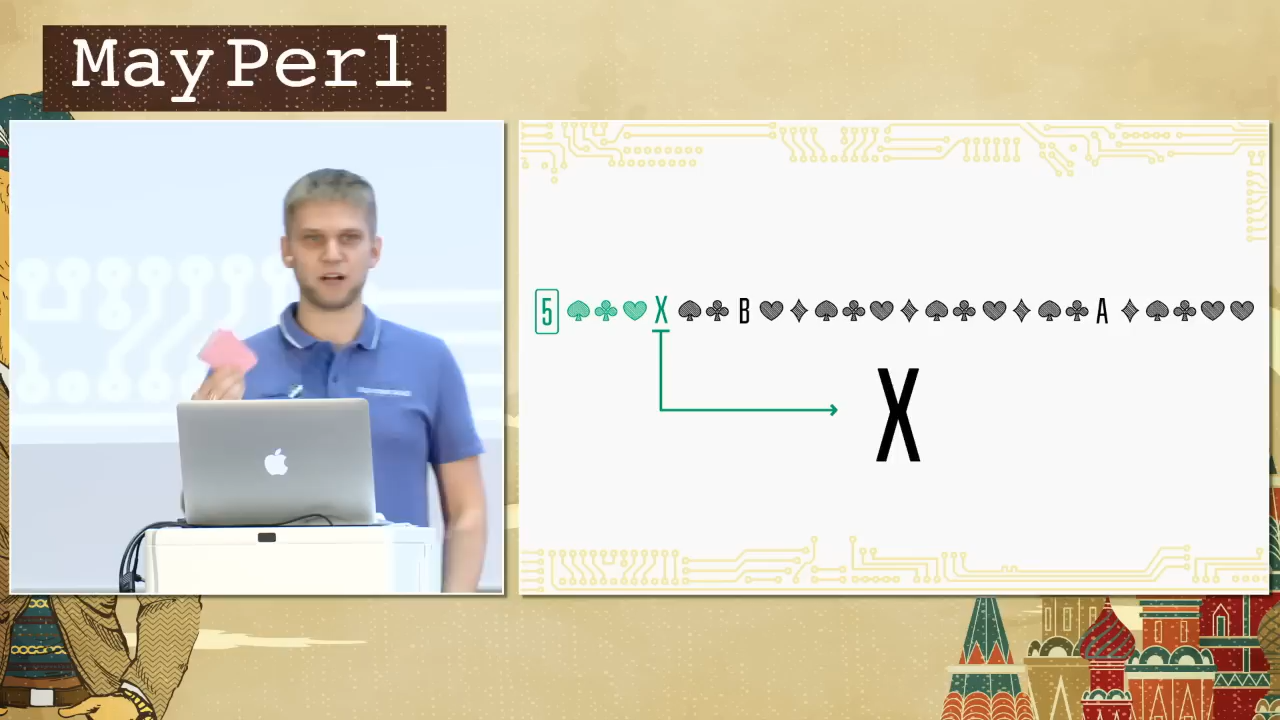 MayPerl
5 ♠ ♣ ♥ X ♠ ♣ B ♥ ♦ ♠ ♣ ♥ ♦ ♠ ♣ ♥ ♦ ♠ ♣ A ♦ ♠ ♣ ♥ ♥
X